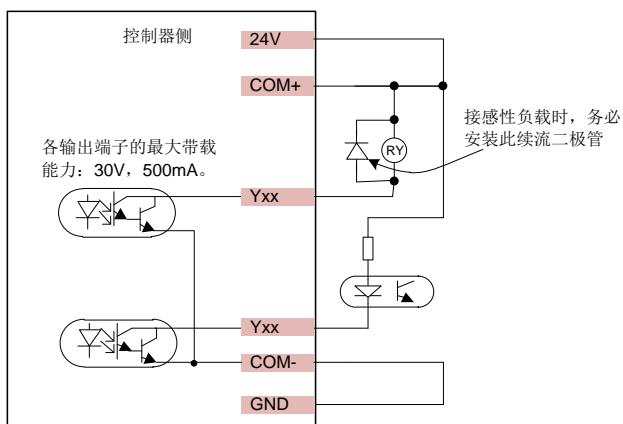 控制器侧
24V
COM+
接感性负载时，务必
安装此续流二极管
各输出端子的最大带载
能力：30V，500mA。
RY
Yxx
Yxx
COM-
GND